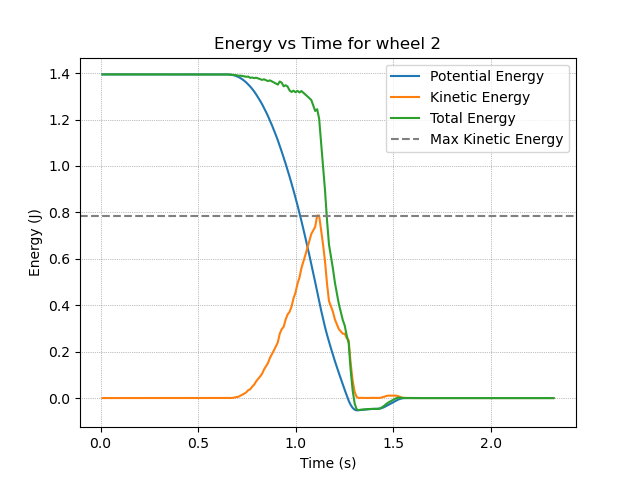 Energy vs Time for wheel 2
Potential Energy
Kinetic Energy
Total Energy
Max Kinetic Energy
Energy (J)
1.4
1.2
1.0
0.8
0.6
0.4
0.2
0.0
0.0 0.5 1.0 1.5 2.0
Time (s)